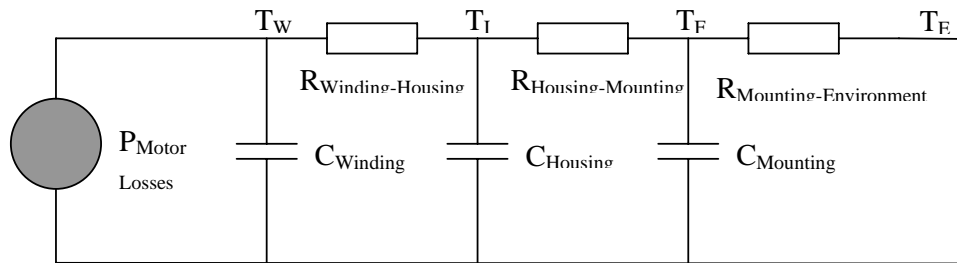 T_W
T_I
T_F
T_E
R_Winding-Housing
R_Housing-Mounting
R_Mounting-Environment
P_Motor
Losses
C_Winding
C_Housing
C_Mounting